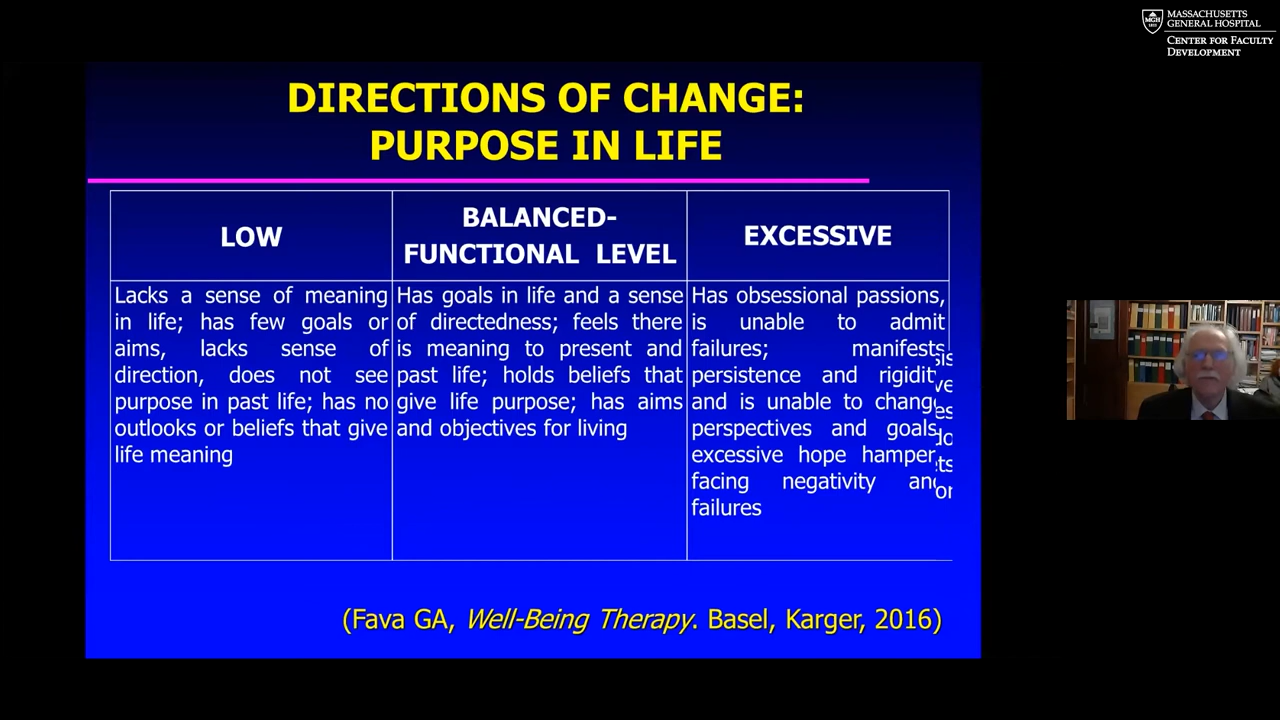 MASSACHUSETTS
GENERAL HOSPITAL
CENTER FOR FACULTY
DEVELOPMENT
MGH
1811
DIRECTIONS OF CHANGE:
PURPOSE IN LIFE
LOW
BALANCED-
FUNCTIONAL LEVEL
EXCESSIVE
Lacks a sense of meaning
in life; has few goals or
aims, lacks sense of
direction, does not see
purpose in past life; has no
outlooks or beliefs that give
life meaning
Has goals in life and a sense
of directedness; feels there
is meaning to present and
past life; holds beliefs that
give life purpose; has aims
and objectives for living
Has obsessional passions,
is unable to admit
failures; manifests
persistence and rigidit
and is unable to chang
perspectives and goals
excessive hope hamper
facing negativity and
failures
(Fava GA, Well-Being Therapy. Basel, Karger, 2016)